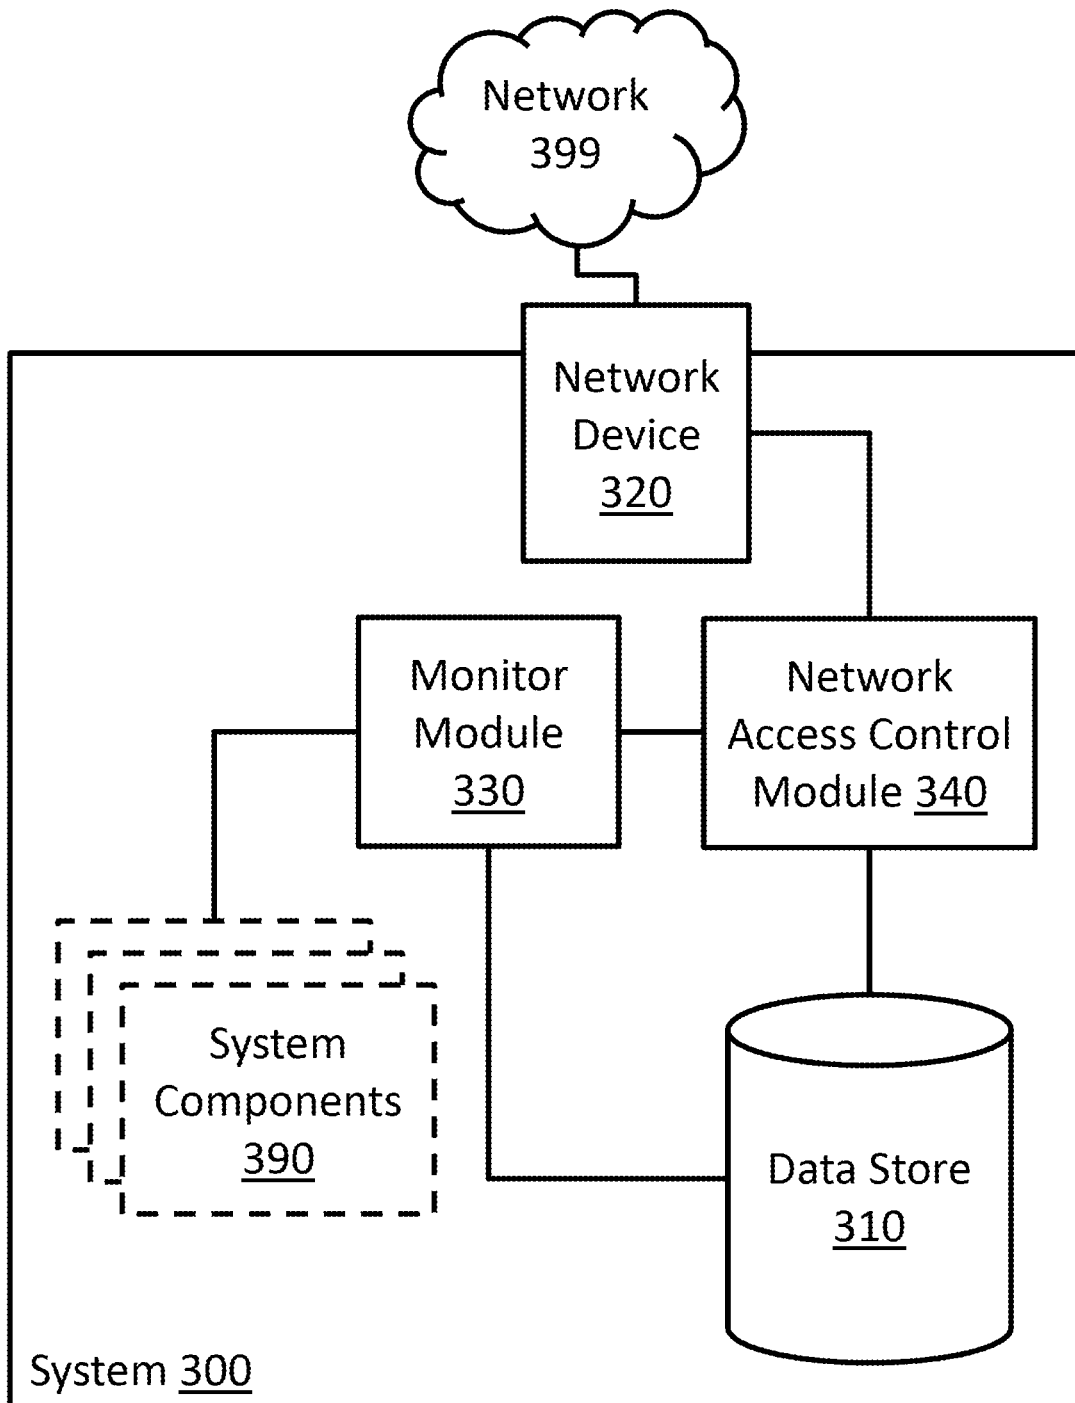 Network
399
Network
Device
320
Monitor
Module
330
Network
Access Control
Module 340
System
Components
390
Data Store
310
System 300